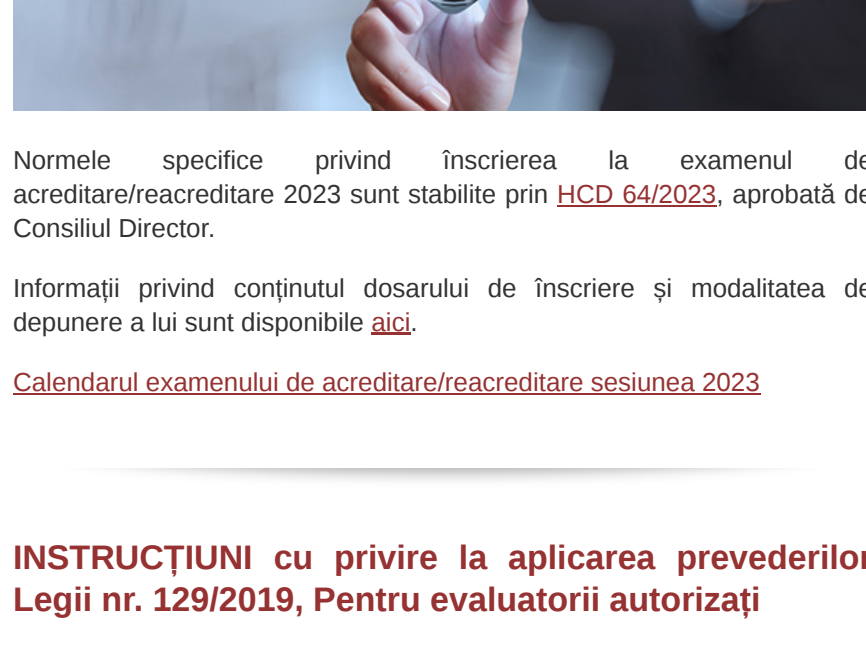 Normele specifice privind înscrierea la examenul de
acreditare/reacreditare 2023 sunt stabilite prin HCD 64/2023, aprobată de
Consiliul Director.
Informații privind conținutul dosarului de înscriere și modalitatea de
depunere a lui sunt disponibile aici.
Calendarul examenului de acreditare/reacreditare sesiunea 2023
INSTRUCȚIUNI cu privire la aplicarea prevederilor
Legii nr. 129/2019, Pentru evaluatorii autorizați